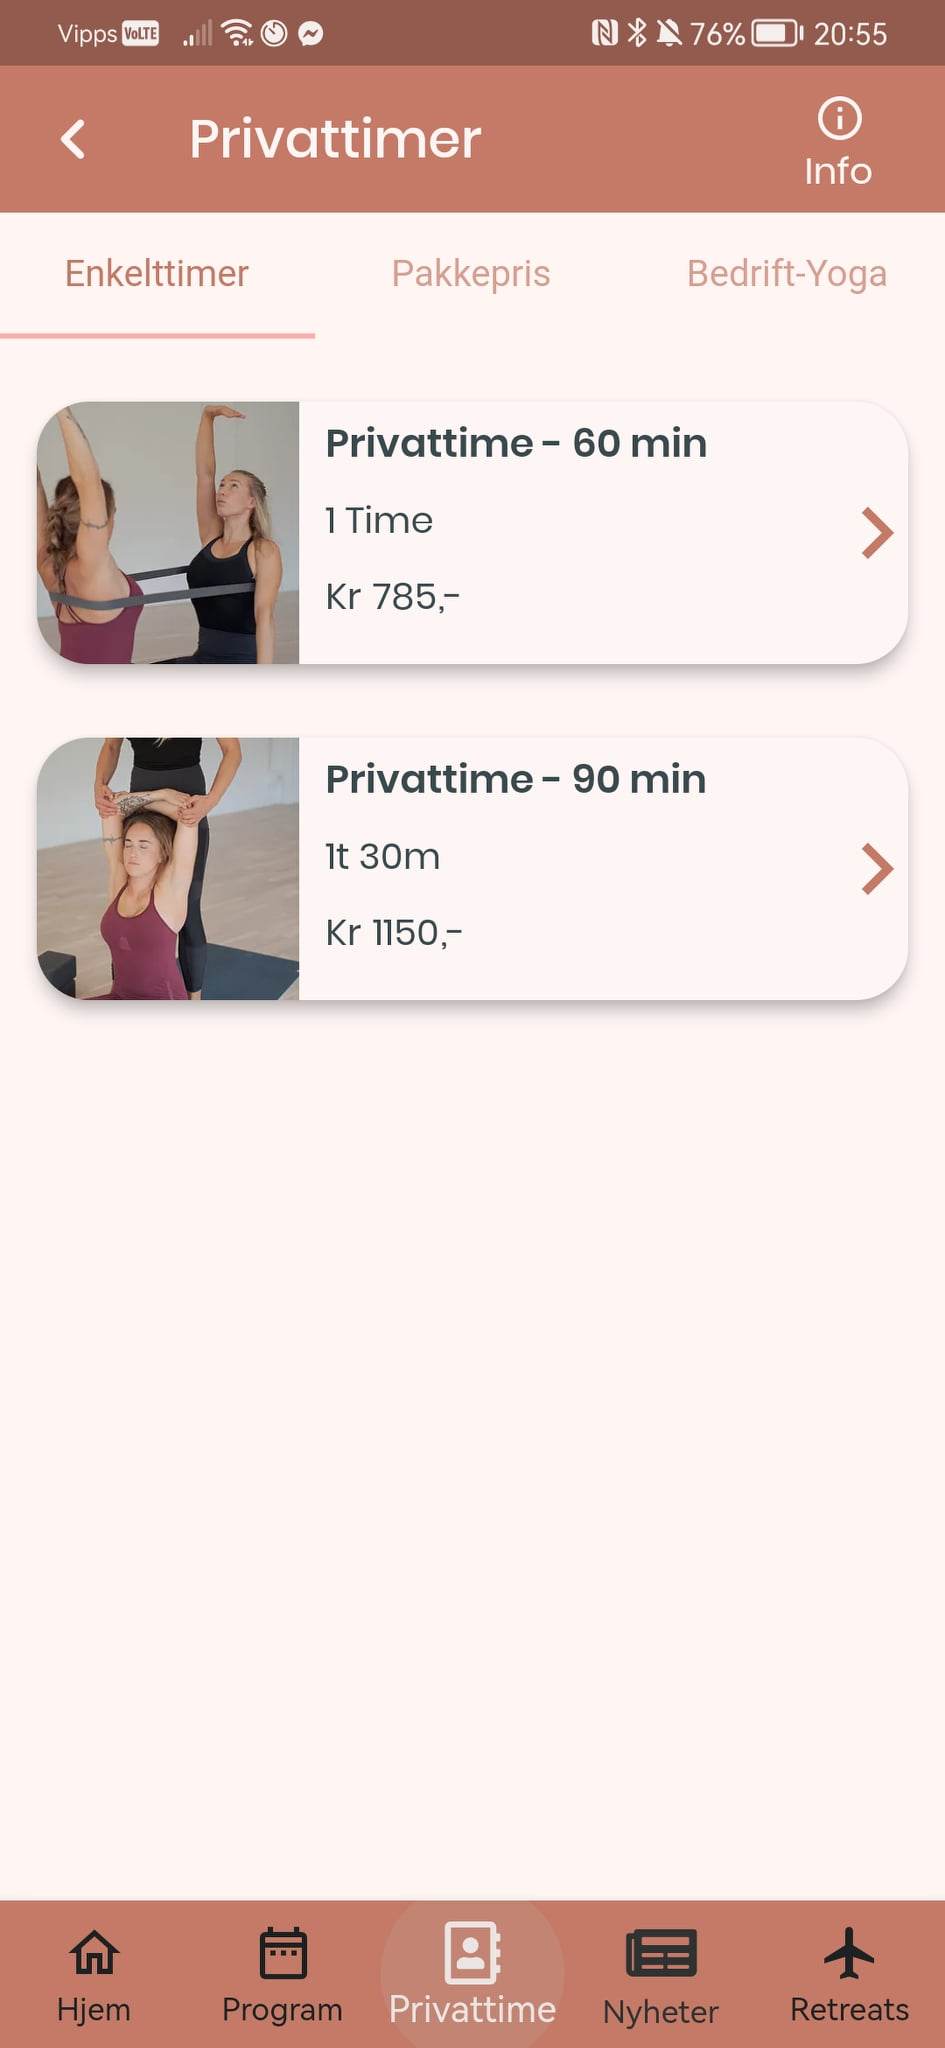 Vipps VoLTE 76% 20:55
Privattimer
Info
Enkelttimer Pakkepris Bedrift-Yoga
Privattime - 60 min
1 Time
Kr 785,-
Privattime - 90 min
1t 30m
Kr 1150,-
Hjem Program Privattime Nyheter Retreats